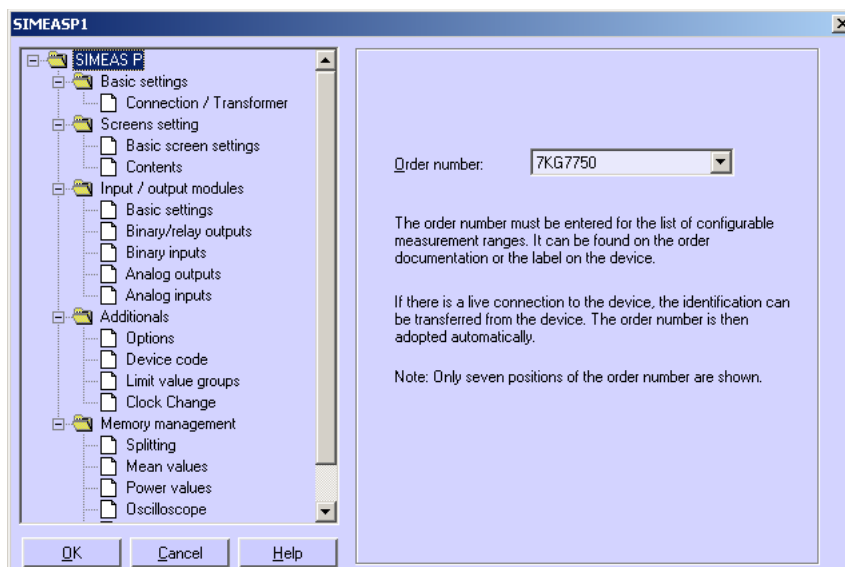 SIMEASP1
SIMEAS P
Basic settings
Connection / Transformer
Screens setting
Basic screen settings
Contents
Input / output modules
Basic settings
Binary/relay outputs
Binary inputs
Analog outputs
Analog inputs
Additionals
Options
Device code
Limit value groups
Clock Change
Memory management
Splitting
Mean values
Power values
Oscilloscope
OK
Cancel
Help
Order number:
7KG7750
The order number must be entered for the list of configurable
measurement ranges. It can be found on the order
documentation or the label on the device.
If there is a live connection to the device, the identification can
be transferred from the device. The order number is then
adopted automatically.
Note: Only seven positions of the order number are shown.